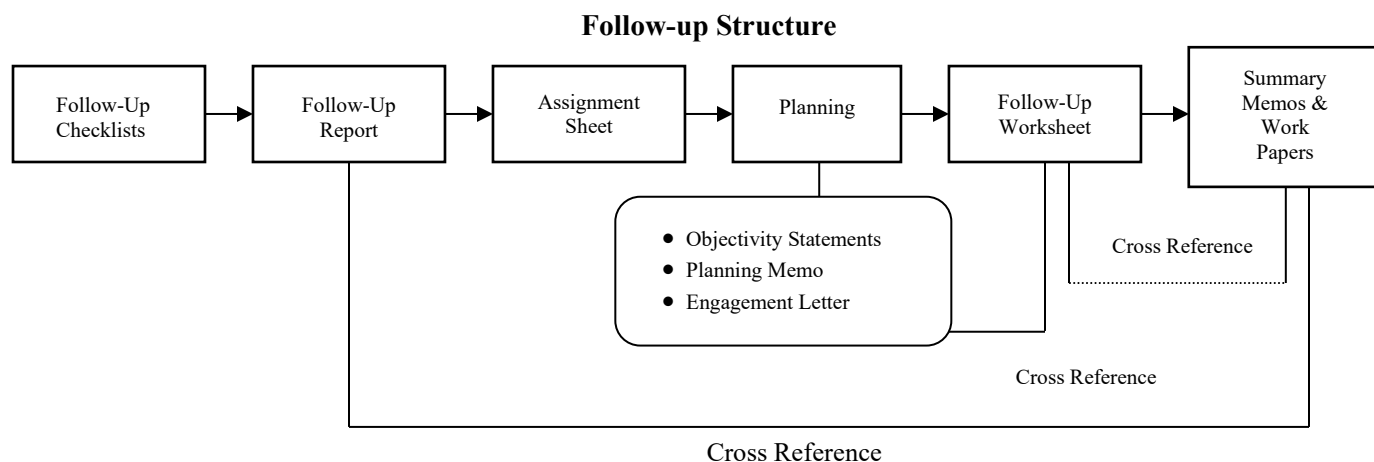 Follow-up Structure
Follow-Up
Checklists
Follow-Up
Report
Assignment
Sheet
Planning
Follow-Up
Worksheet
Summary
Memos &
Work
Papers
● Objectivity Statements
● Planning Memo
● Engagement Letter
Cross Reference
Cross Reference
Cross Reference